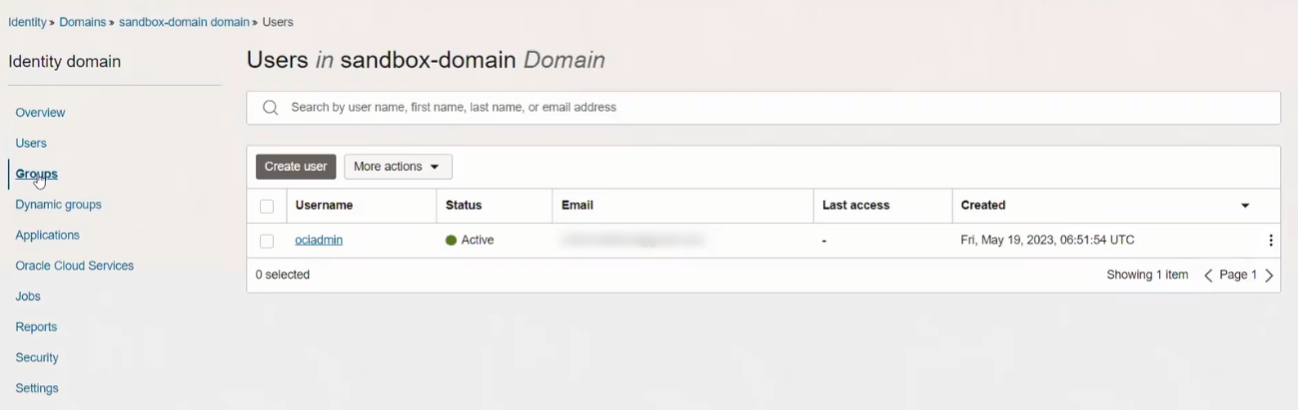 Identity » Domains » sandbox-domain domain » Users
Identity domain
Overview
Users
Groups
Dynamic groups
Applications
Oracle Cloud Services
Jobs
Reports
Security
Settings
Users in sandbox-domain Domain
Search by user name, first name, last name, or email address
Create user More actions
Username Status Email Last access Created
ociadmin Active - Fri, May 19, 2023, 06:51:54 UTC
0 selected Showing 1 item Page 1